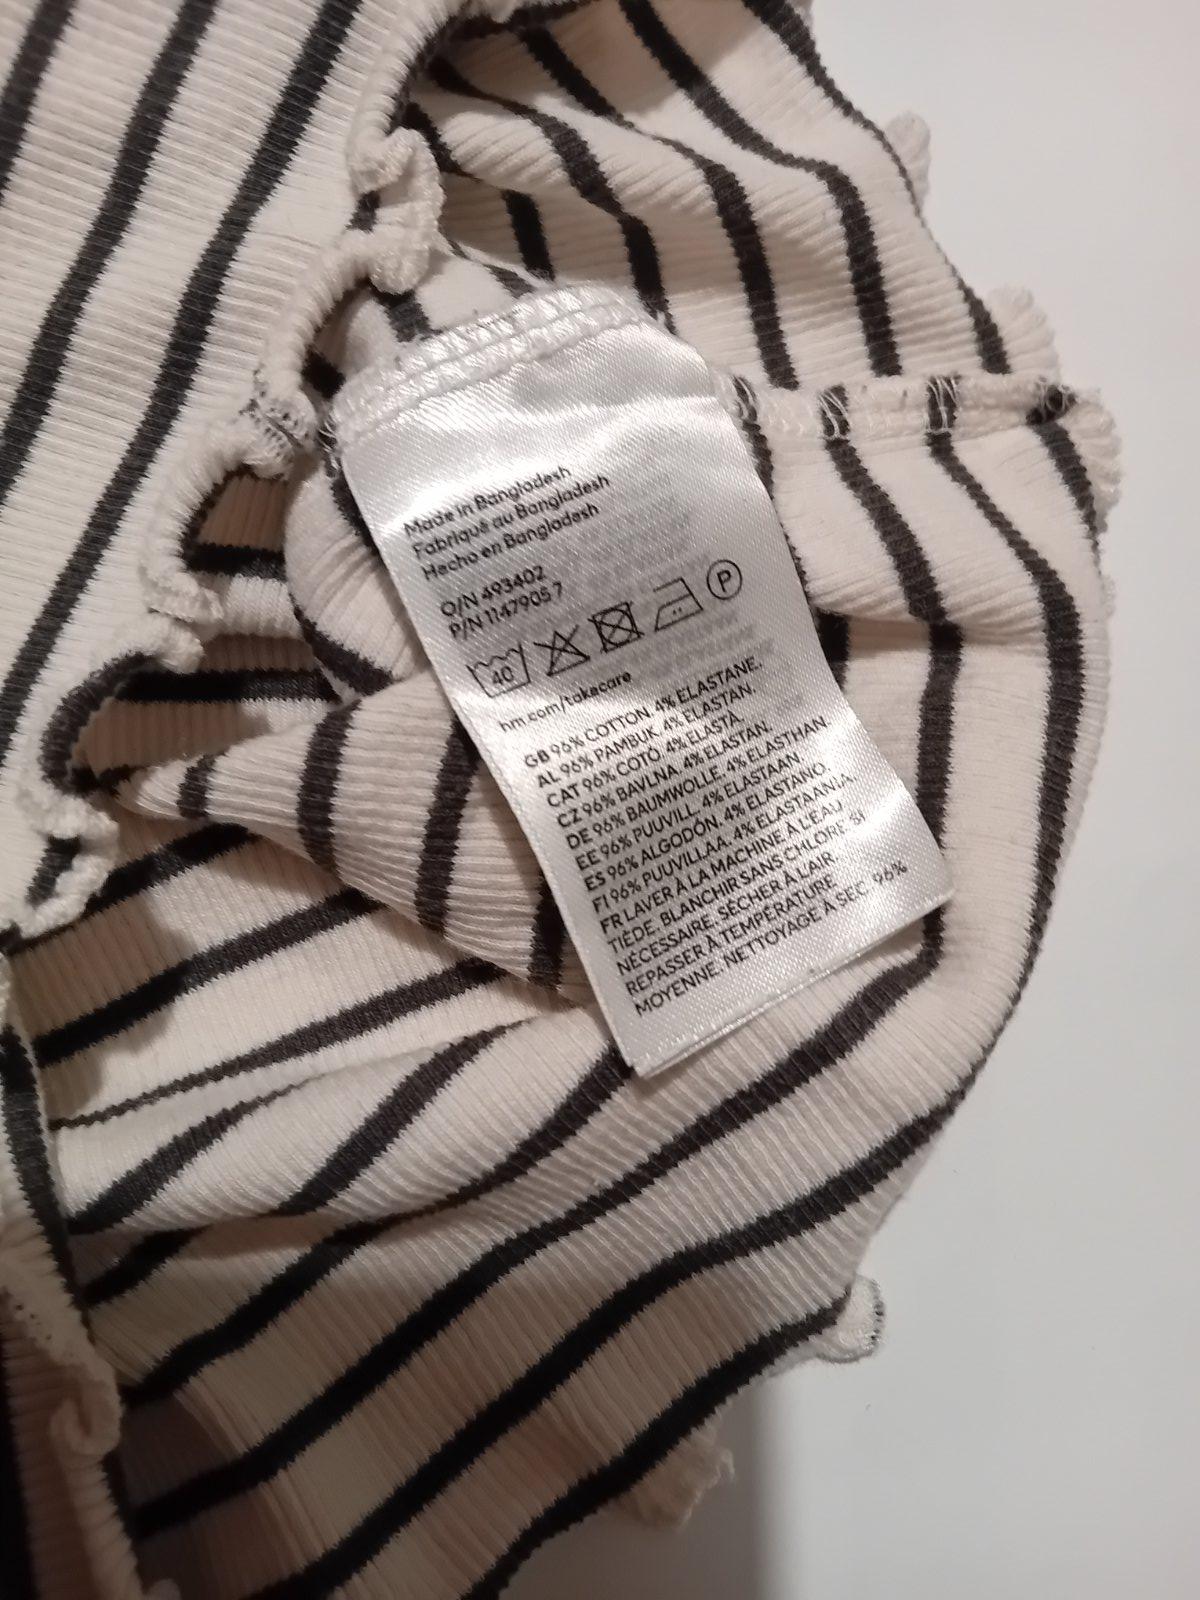 Made in Bangladesh
Fabriqué au Bangladesh
Hecho en Bangladesh
O/N 493402
P/N 1147905 7
40
P
hm.com/takecare
GB 96% COTTON. 4% ELASTANE.
AL 96% PAMBUK. 4% ELASTAN.
CAT 96% COTÓ. 4% ELASTÀ.
CZ 96% BAVLNA. 4% ELASTAN.
DE 96% BAUMWOLLE. 4% ELASTHAN.
EE 96% PUUVILL. 4% ELASTAAN
ES 96% ALGODÓN. 4% ELASTANO.
FI 96% PUUVILLAA. 4% ELASTAANIA.
FR LAVER À LA MACHINE À L'EAU
TIÈDE. BLANCHIR SANS CHLORE. SI
NÉCESSAIRE. SÉCHER À L'AIR.
REPASSER À TEMPÉRATURE
MOYENNE. NETTOYAGE À SEC. 96%